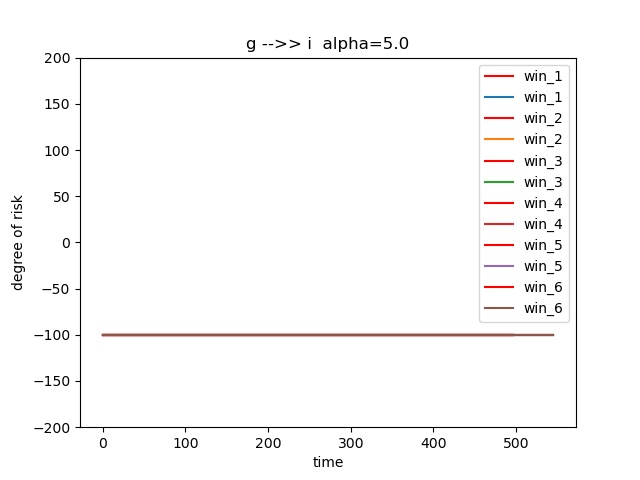 g -->> i  alpha=5.0
200
150
100
50
0
−50
−100
−150
−200
degree of risk
0 100 200 300 400 500
time
win_1
win_1
win_2
win_2
win_3
win_3
win_4
win_4
win_5
win_5
win_6
win_6